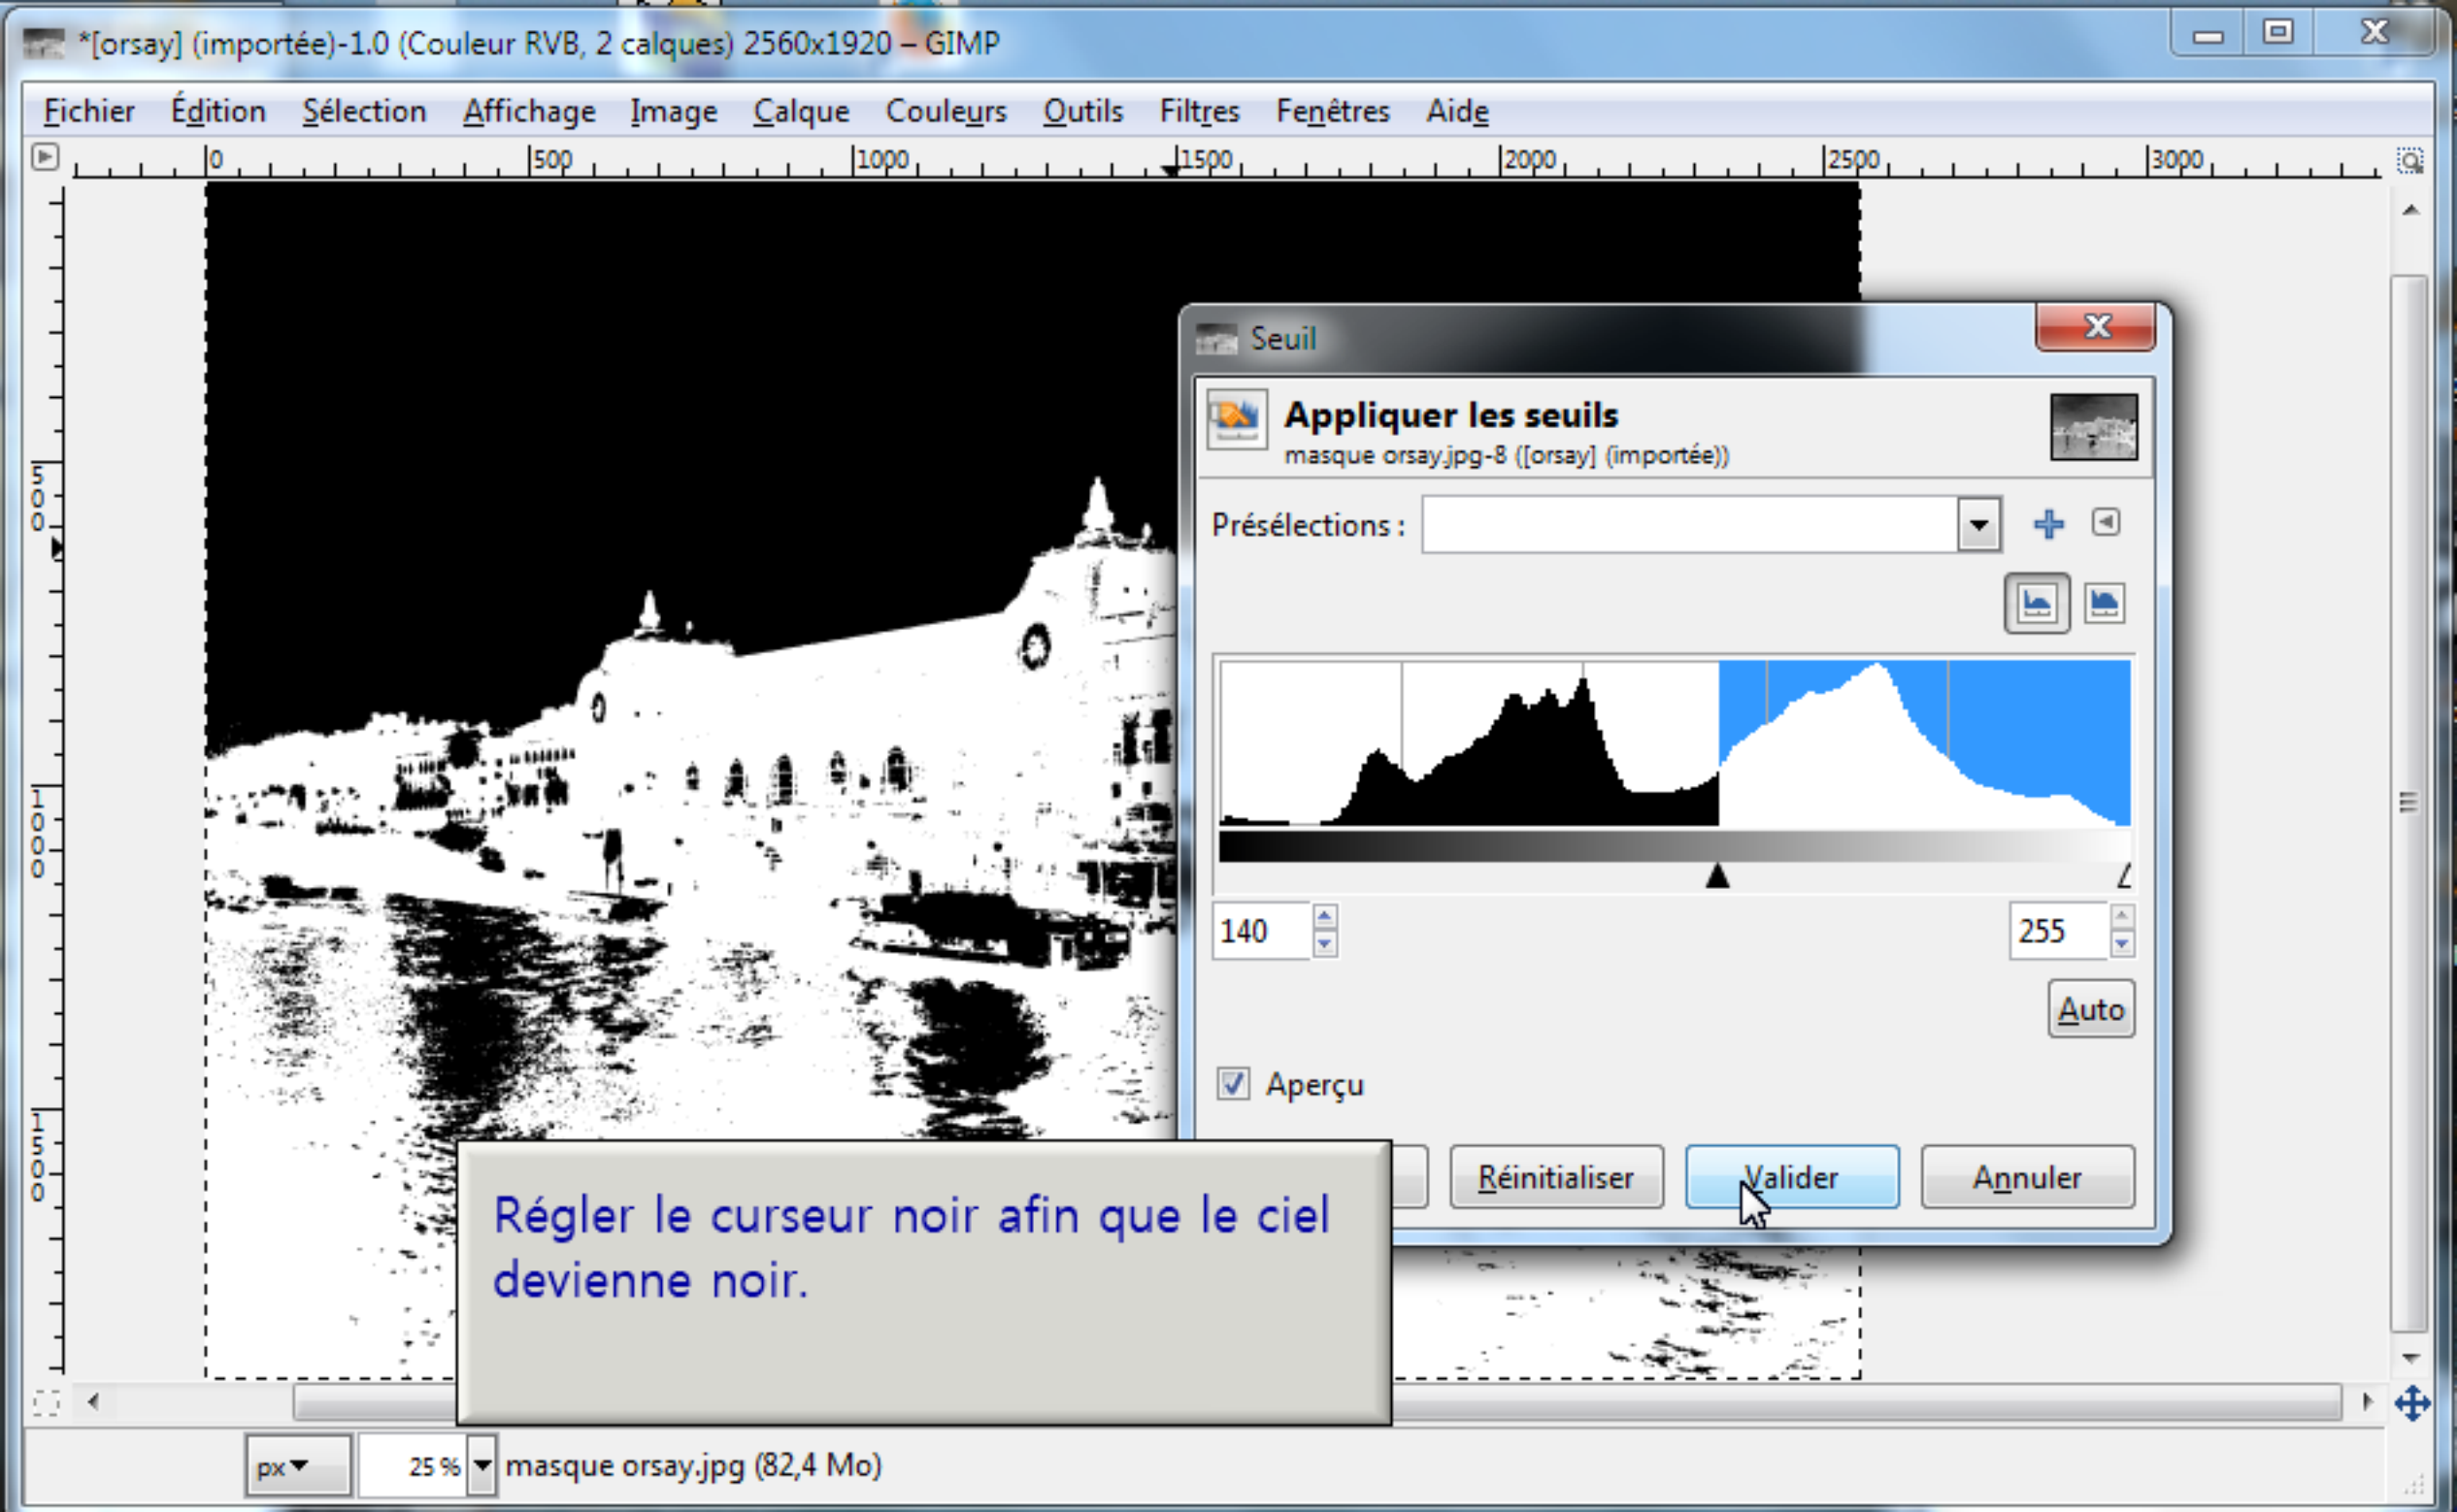 *[orsay] (importée)-1.0 (Couleur RVB, 2 calques) 2560x1920 – GIMP
Fichier Édition Sélection Affichage Image Calque Couleurs Outils Filtres Fenêtres Aide
0 500 1000 1500 2000 2500 3000
500
1000
1500
Seuil
Appliquer les seuils
masque orsay.jpg-8 ([orsay] (importée))
Présélections :
140 255
Auto
Aperçu
Réinitialiser Valider Annuler
Régler le curseur noir afin que le ciel
devienne noir.
px 25 % masque orsay.jpg (82,4 Mo)